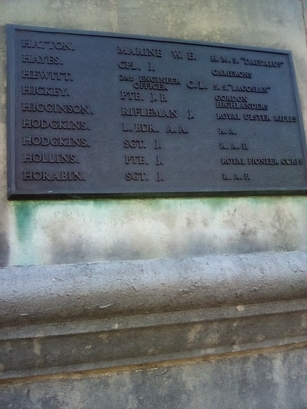 HATTON. MARINE W. E. H.M.S. "DAEDALUS"
HAYES. CPL. J. CAMERONS
HEWITT. 2ND ENGINEER OFFICER C.L. S.S.
HICKEY. PTE. J.P. GORDON HIGHLANDERS
HIGGINSON. RIFLEMAN J. ROYAL ULSTER RIFLES
HODGKINS. L. BDR. A. A. R.A.
HODGKINS. SGT. J. R.A.F.
HOLLINS. PTE. J. ROYAL PIONEER CORPS
HORABIN. SGT. J. R.A.F.